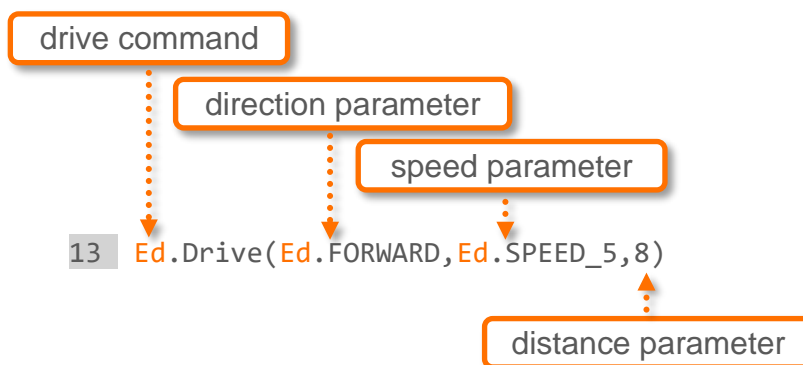 drive command
direction parameter
speed parameter
13 Ed.Drive(Ed.FORWARD,Ed.SPEED_5,8)
distance parameter